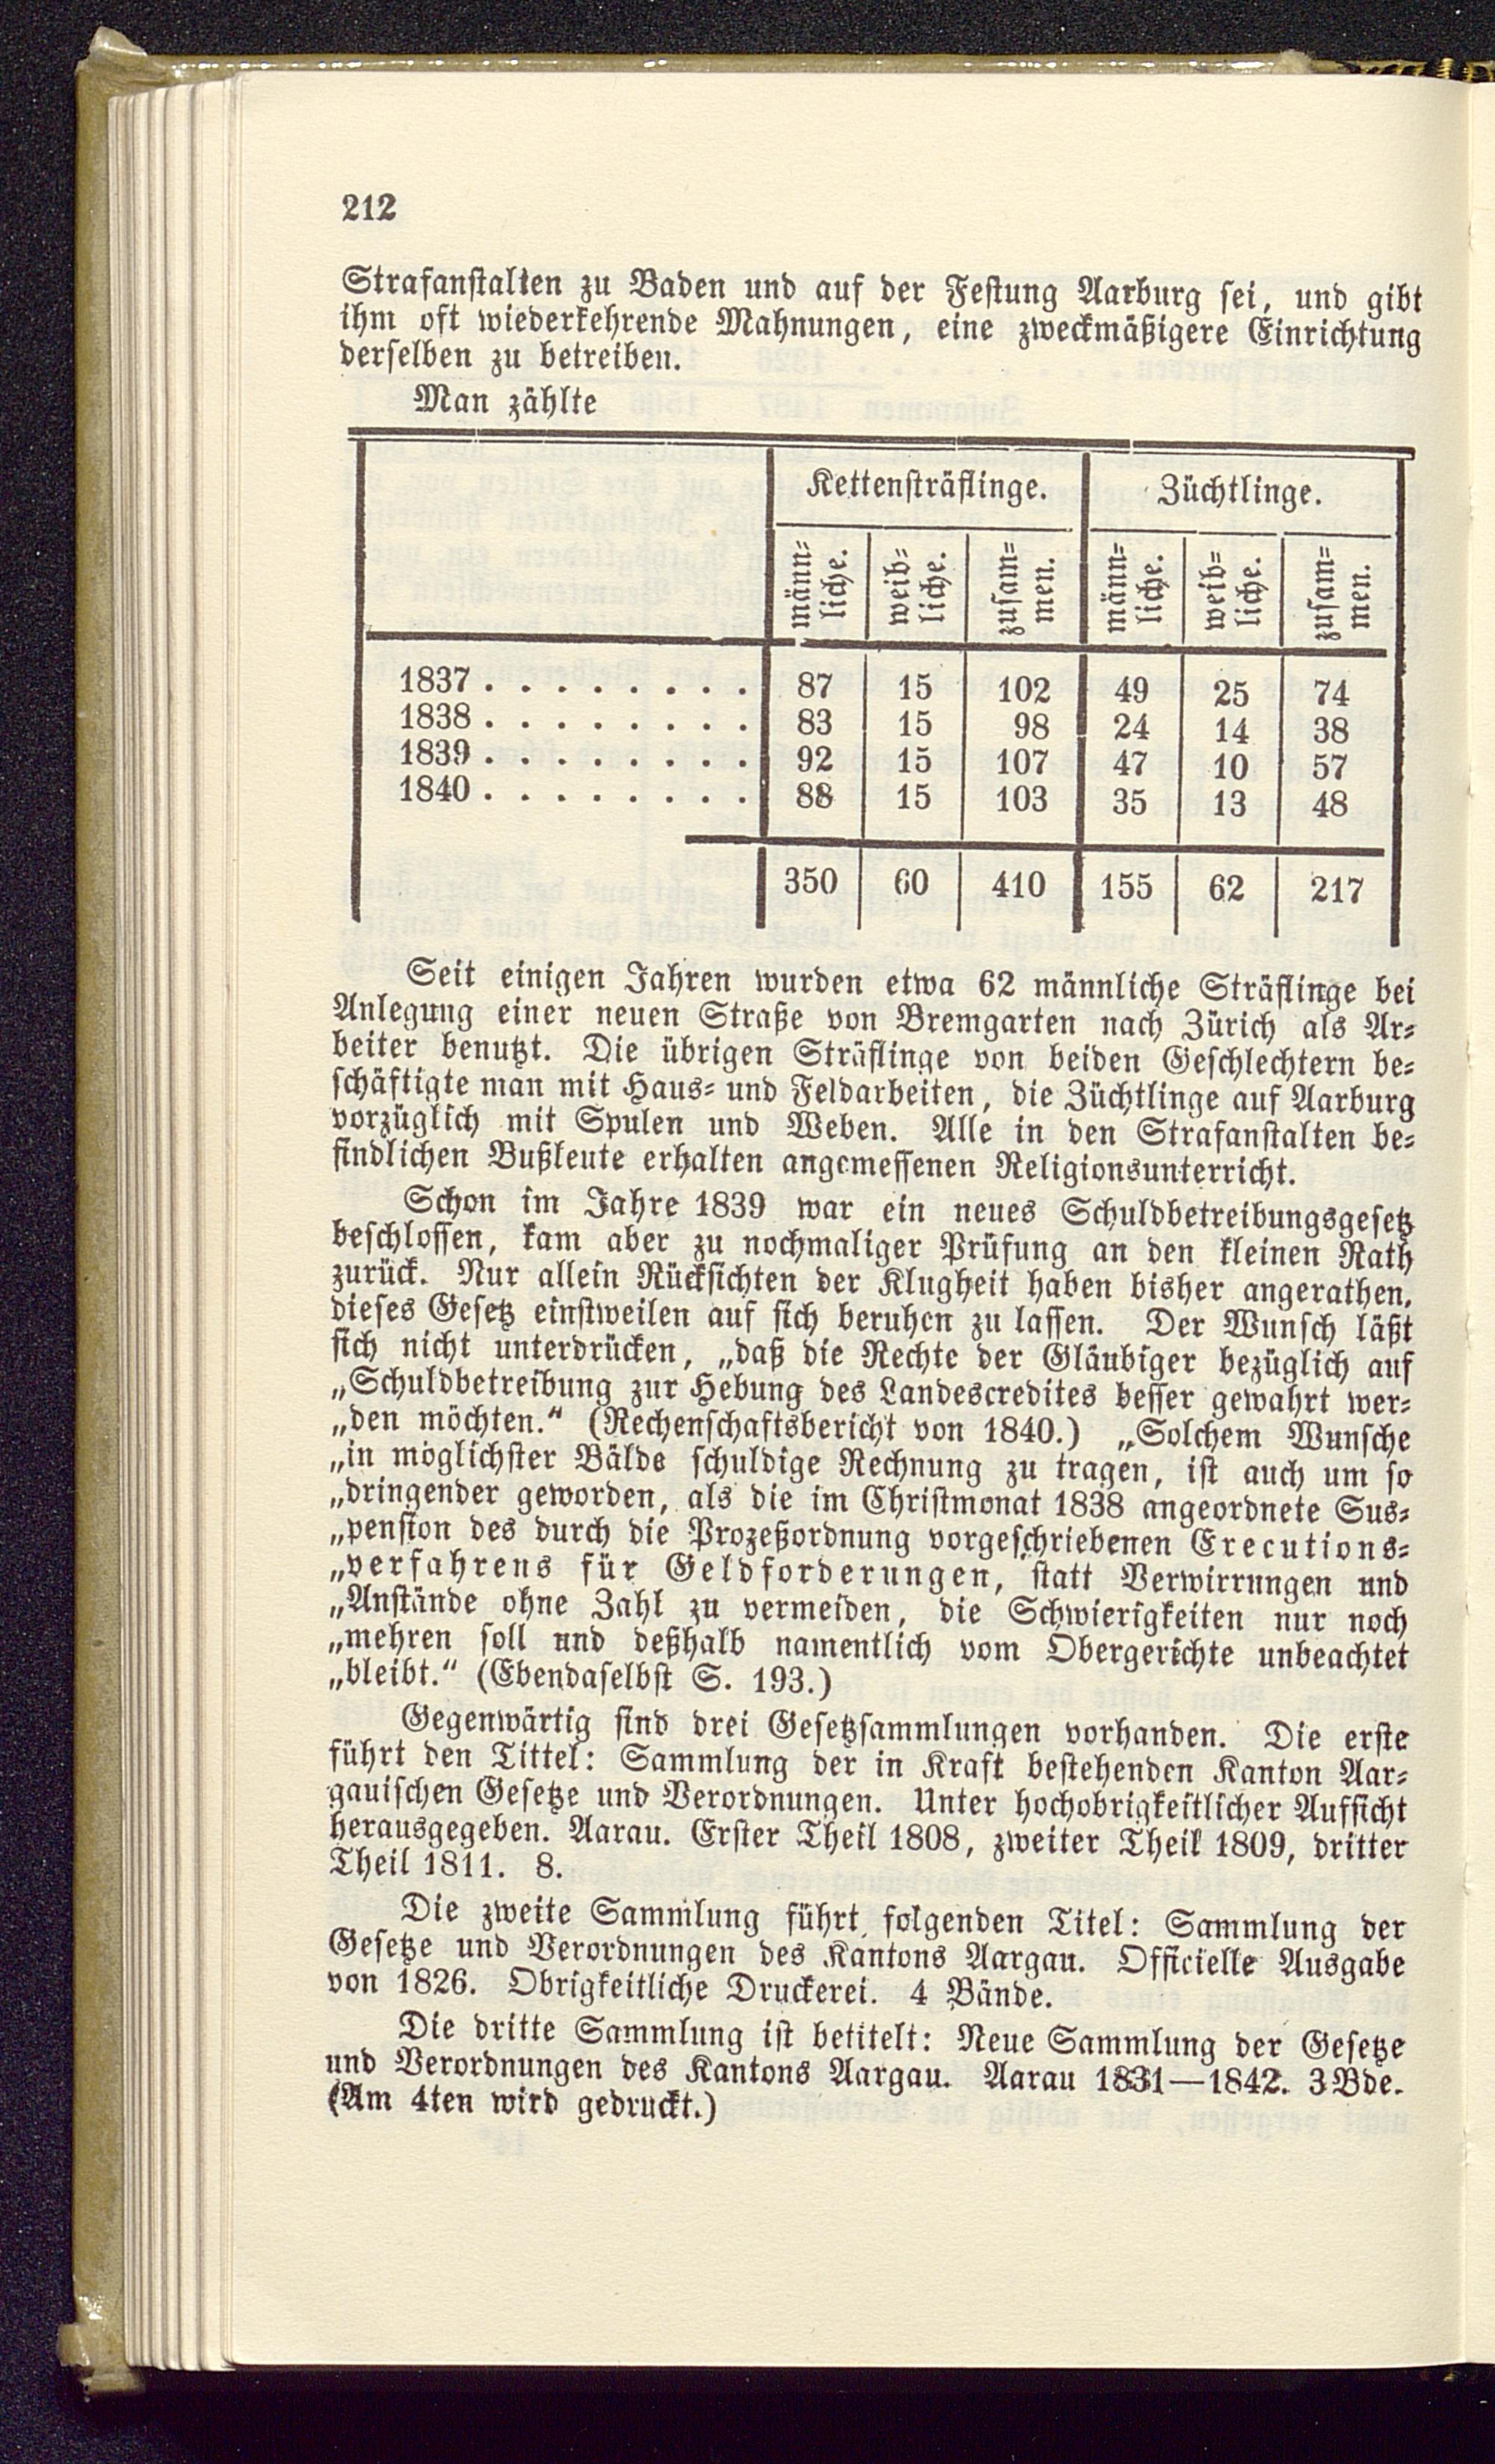 212
Strafanstalten zu Baden und auf der Festung Aarburg sei, und gibt
ihm oft wiederkehrende Mahnungen, eine zweckmäßigere Einrichtung
derselben zu betreiben.
Man zählte
Kettensträflinge. Züchtlinge.
männ=
liche. weib=
liche. zusam=
men. männ=
liche. weib=
liche. zusam=
men.
1837 . . . . . . . . 87 15 102 49 25 74
1838 . . . . . . . . 83 15 98 24 14 38
1839 . . . . . . . . 92 15 107 47 10 57
1840 . . . . . . . . 88 15 103 35 13 48
350 60 410 155 62 217
Seit einigen Jahren wurden etwa 62 männliche Sträflinge bei
Anlegung einer neuen Straße von Bremgarten nach Zürich als Ar=
beiter benutzt. Die übrigen Sträflinge von beiden Geschlechtern be=
schäftigte man mit Haus= und Feldarbeiten, die Züchtlinge auf Aarburg
vorzüglich mit Spulen und Weben. Alle in den Strafanstalten be=
findlichen Bußleute erhalten angemessenen Religionsunterricht.
Schon im Jahre 1839 war ein neues Schuldbetreibungsgesetz
beschlossen, kam aber zu nochmaliger Prüfung an den kleinen Rath
zurück. Nur allein Rücksichten der Klugheit haben bisher angerathen,
dieses Gesetz einstweilen auf sich beruhen zu lassen. Der Wunsch läßt
sich nicht unterdrücken, „daß die Rechte der Gläubiger bezüglich auf
„Schuldbetreibung zur Hebung des Landescredites besser gewahrt wer=
„den möchten.“ (Rechenschaftsbericht von 1840.) „Solchem Wunsche
„in möglichster Bälde schuldige Rechnung zu tragen, ist auch um so
„dringender geworden, als die im Christmonat 1838 angeordnete Sus=
„pension des durch die Prozeßordnung vorgeschriebenen Executions=
„verfahrens für Geldforderungen, statt Verwirrungen und
„Anstände ohne Zahl zu vermeiden, die Schwierigkeiten nur noch
„mehren soll und deßhalb namentlich vom Obergerichte unbeachtet
„bleibt.“ (Ebendaselbst S. 193.)
Gegenwärtig sind drei Gesetzsammlungen vorhanden. Die erste
führt den Tittel: Sammlung der in Kraft bestehenden Kanton Aar=
gauischen Gesetze und Verordnungen. Unter hochobrigkeitlicher Aufsicht
herausgegeben. Aarau. Erster Theil 1808, zweiter Theil 1809, dritter
Theil 1811. 8.
Die zweite Sammlung führt folgenden Titel: Sammlung der
Gesetze und Verordnungen des Kantons Aargau. Officielle Ausgabe
von 1826. Obrigkeitliche Druckerei. 4 Bände.
Die dritte Sammlung ist betitelt: Neue Sammlung der Gesetze
und Verordnungen des Kantons Aargau. Aarau 1831—1842. 3 Bde.
(Am 4ten wird gedruckt.)